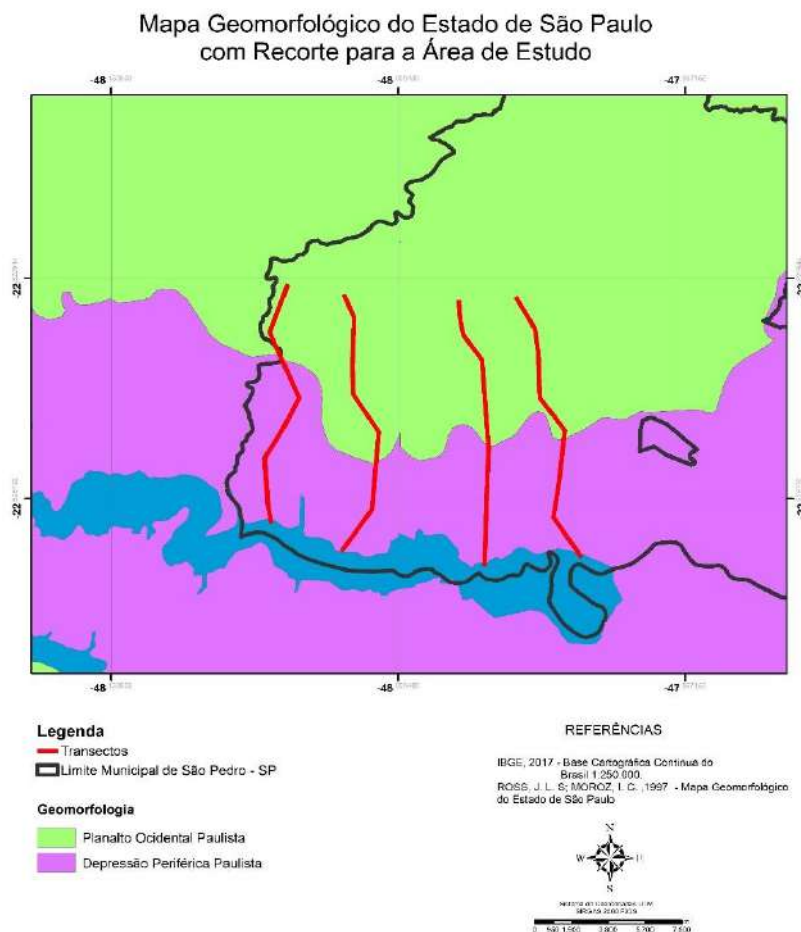 Mapa Geomorfológico do Estado de São Paulo
com Recorte para a Área de Estudo
-48
-48
-47
22
22
22
22
-48
-48
-47
Legenda
Transectos
Limite Municipal de São Pedro - SP
Geomorfologia
Planalto Ocidental Paulista
Depressão Periférica Paulista
REFERÊNCIAS
IBGE, 2017 - Base Cartográfica Contínua do
Brasil 1:250.000.
ROSS, J. L. S; MOROZ, I. C. ,1997 - Mapa Geomorfológico
do Estado de São Paulo
N
W
S